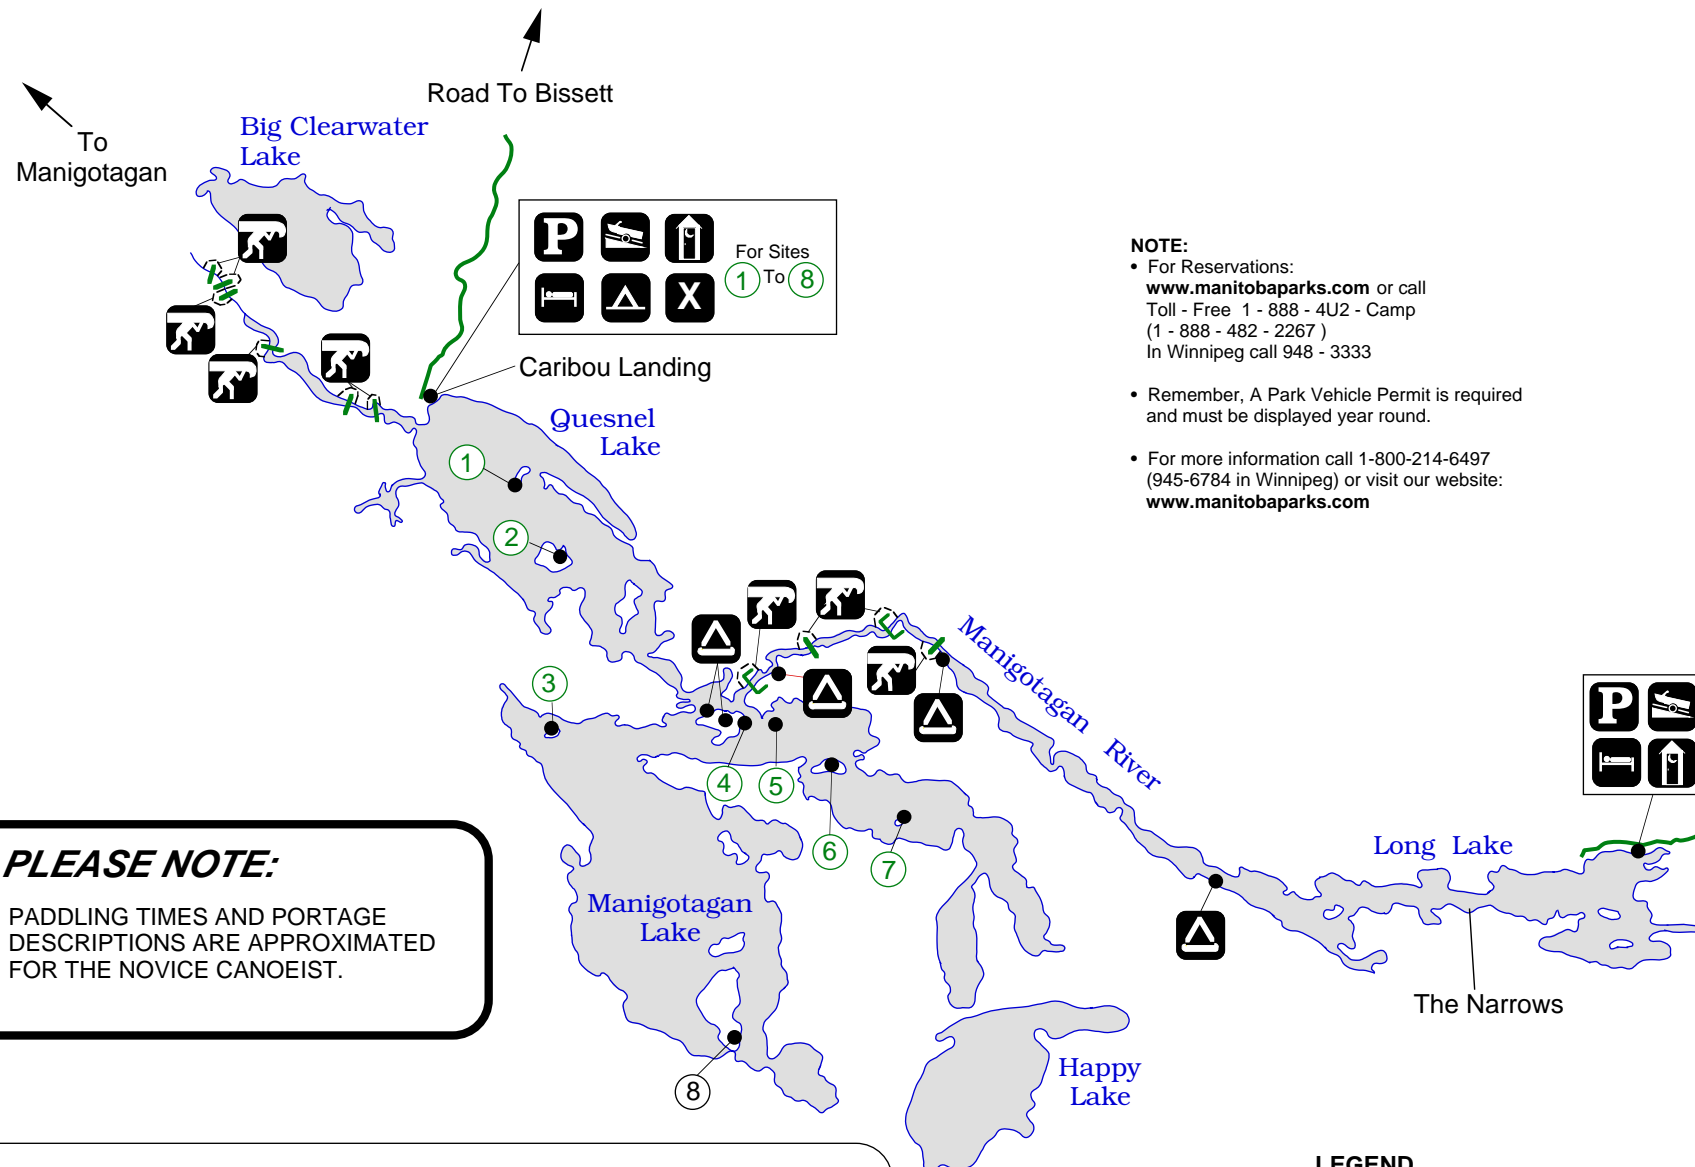 Road To Bissett
To
Manigotagan
Big Clearwater
Lake
P
X
For Sites
1 To 8
Caribou Landing
Quesnel
Lake
NOTE:
• For Reservations:
www.manitobaparks.com or call
Toll - Free 1 - 888 - 4U2 - Camp
(1 - 888 - 482 - 2267 )
In Winnipeg call 948 - 3333
• Remember, A Park Vehicle Permit is required
and must be displayed year round.
• For more information call 1-800-214-6497
(945-6784 in Winnipeg) or visit our website:
www.manitobaparks.com
1
2
3
4
5
6
7
8
Manigotagan River
P
Long Lake
The Narrows
Manigotagan
Lake
Happy
Lake
PLEASE NOTE:
PADDLING TIMES AND PORTAGE
DESCRIPTIONS ARE APPROXIMATED
FOR THE NOVICE CANOEIST.
LEGEND